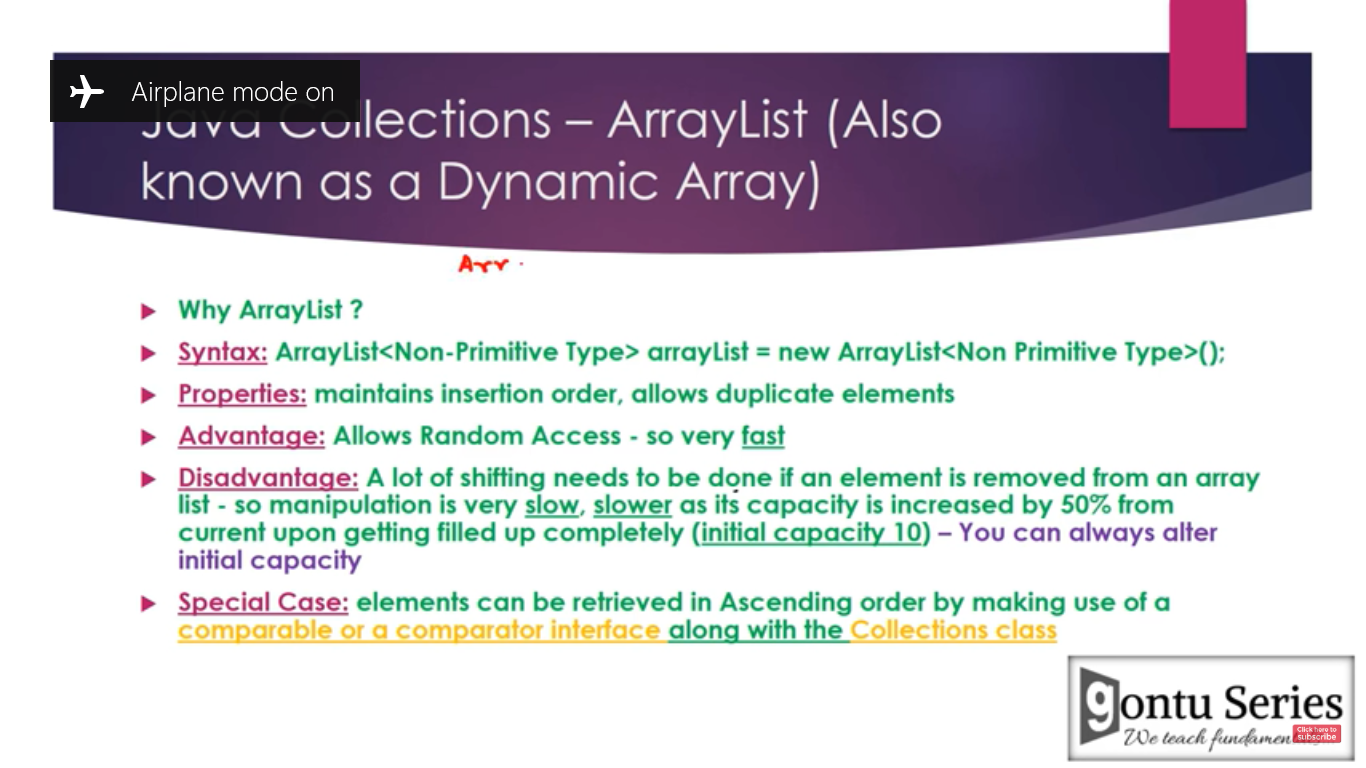 Airplane mode on
Java Collections – ArrayList (Also
known as a Dynamic Array)
Arr
Why ArrayList ?
Syntax: ArrayList<Non-Primitive Type> arrayList = new ArrayList<Non Primitive Type>();
Properties: maintains insertion order, allows duplicate elements
Advantage: Allows Random Access - so very fast
Disadvantage: A lot of shifting needs to be done if an element is removed from an array
list - so manipulation is very slow, slower as its capacity is increased by 50% from
current upon getting filled up completely (initial capacity 10) – You can always alter
initial capacity
Special Case: elements can be retrieved in Ascending order by making use of a
comparable or a comparator interface along with the Collections class
gontu Series
We teach fundamen
Click here to
subscribe